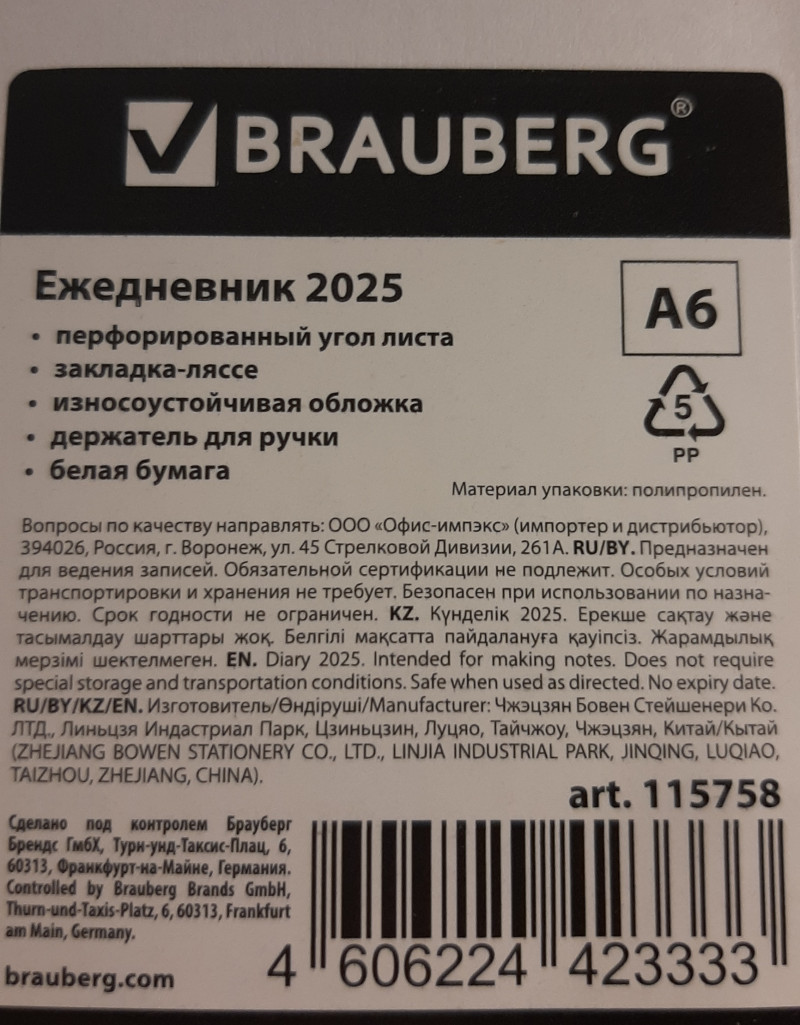 BRAUBERG®
Ежедневник 2025
• перфорированный угол листа
• закладка-ляссе
• износоустойчивая обложка
• держатель для ручки
• белая бумага
A6
5
PP
Материал упаковки: полипропилен.
Вопросы по качеству направлять: ООО «Офис-импэкс» (импортер и дистрибьютор),
394026, Россия, г. Воронеж, ул. 45 Стрелковой Дивизии, 261А. RU/BY. Предназначен
для ведения записей. Обязательной сертификации не подлежит. Особых условий
транспортировки и хранения не требует. Безопасен при использовании по назна-
чению. Срок годности не ограничен. KZ. Күнделік 2025. Ерекше сақтау және
тасымалдау шарттары жоқ. Белгілі мақсатта пайдалануға қауіпсіз. Жарамдылық
мерзімі шектелмеген. EN. Diary 2025. Intended for making notes. Does not require
special storage and transportation conditions. Safe when used as directed. No expiry date.
RU/BY/KZ/EN. Изготовитель/Өндіруші/Manufacturer: Чжэцзян Бовен Стейшенери Ко.
ЛТД., Линьцзя Индастриал Парк, Цзиньцзин, Луцяо, Тайчжоу, Чжэцзян, Китай/Қытай
(ZHEJIANG BOWEN STATIONERY CO., LTD., LINJIA INDUSTRIAL PARK, JINQING, LUQIAO,
TAIZHOU, ZHEJIANG, CHINA).
art. 115758
Сделано под контролем Брауберг
Брендс ГмбХ, Турн-унд-Таксис-Плац, 6,
60313, Франкфурт-на-Майне, Германия.
Controlled by Brauberg Brands GmbH,
Thurn-und-Taxis-Platz, 6, 60313, Frankfurt
am Main, Germany.
brauberg.com
4 606224 423333